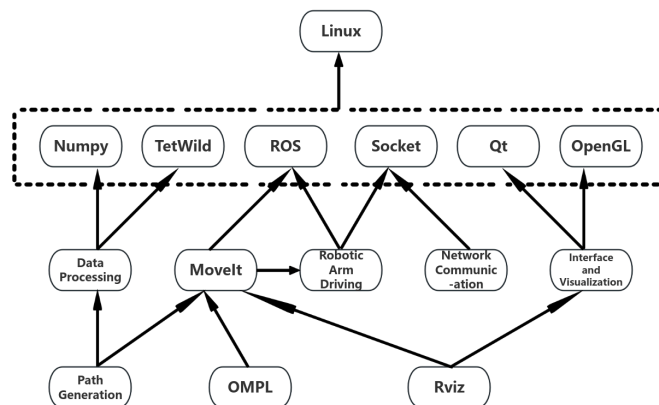 Linux
Numpy
TetWild
ROS
Socket
Qt
OpenGL
Data
Processing
MoveIt
Robotic
Arm
Driving
Network
Communic
-ation
Interface
and
Visualization
Path
Generation
OMPL
Rviz